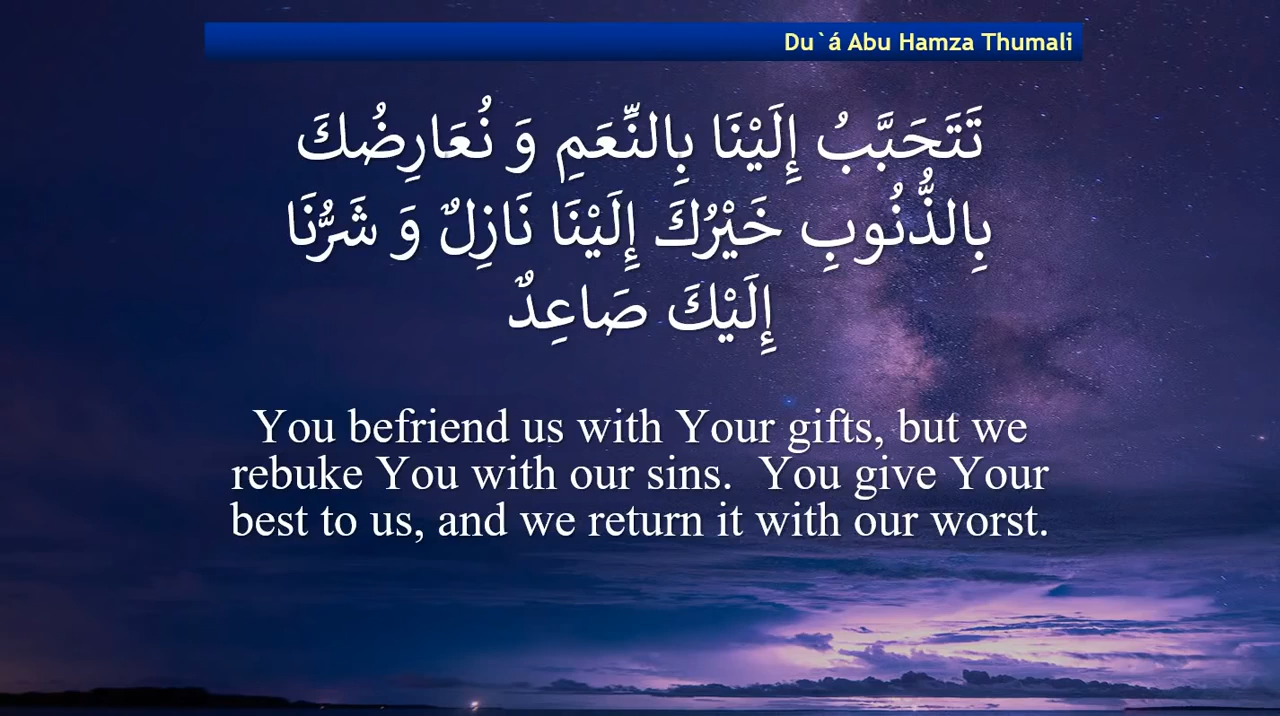 Du`á Abu Hamza Thumali
تَتَحَبَّبُ إِلَيْنَا بِالنِّعَمِ وَ نُعَارِضُكَ
بِالذُّنُوبِ خَيْرُكَ إِلَيْنَا نَازِلٌ وَ شَرُّنَا
إِلَيْكَ صَاعِدٌ
You befriend us with Your gifts, but we
rebuke You with our sins.  You give Your
best to us, and we return it with our worst.